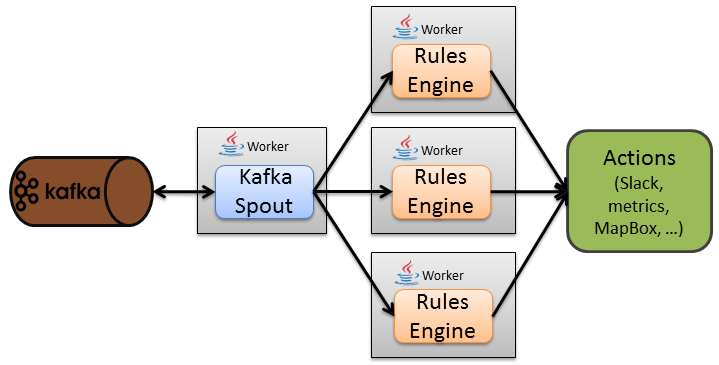 kafka
Worker
Kafka
Spout
Worker
Rules
Engine
Worker
Rules
Engine
Worker
Rules
Engine
Actions
(Slack,
metrics,
MapBox, ...)